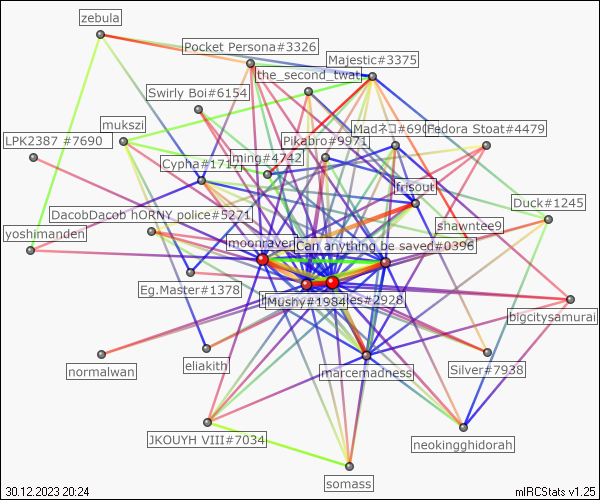 zebula
Pocket Persona#3326
Majestic#3375
the_second_twat
Swirly Boi#6154
mukszi
Madネコ#69
Fedora Stoat#4479
LPK2387 #7690
Pikabro#9971
Cypha#1717
ming#4742
frisout
Duck#1245
DacobDacob hORNY police#5271
shawntee9
yoshimanden
moonraven
Can anything be saved#0396
Eg.Master#1378
Mushy#1984
es#2928
bigcitysamurai
normalwan
eliakith
marcemadness
Silver#7938
JKOUYH VIII#7034
neokingghidorah
somass
30.12.2023 20:24
mIRCStats v1.25